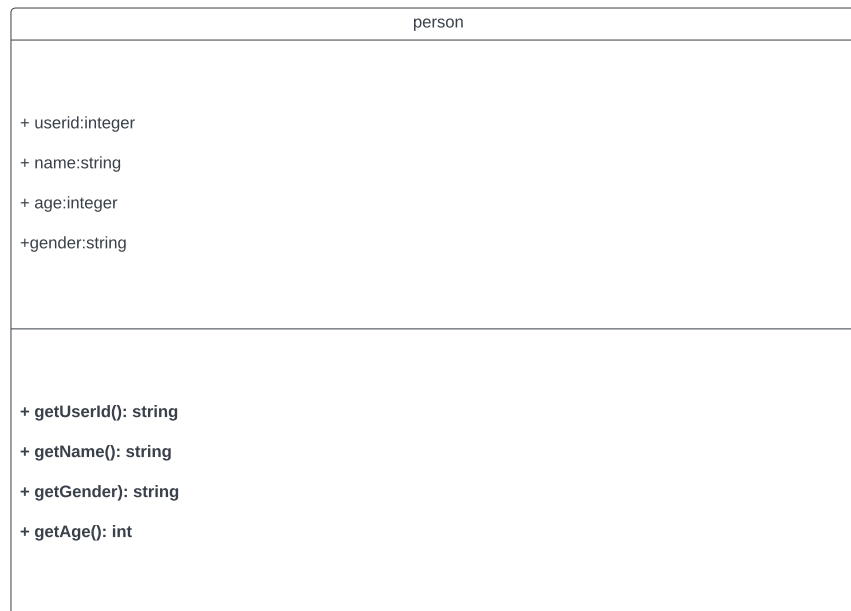 person
+ userid:integer
+ name:string
+ age:integer
+gender:string
+ getUserId(): string
+ getName(): string
+ getGender): string
+ getAge(): int